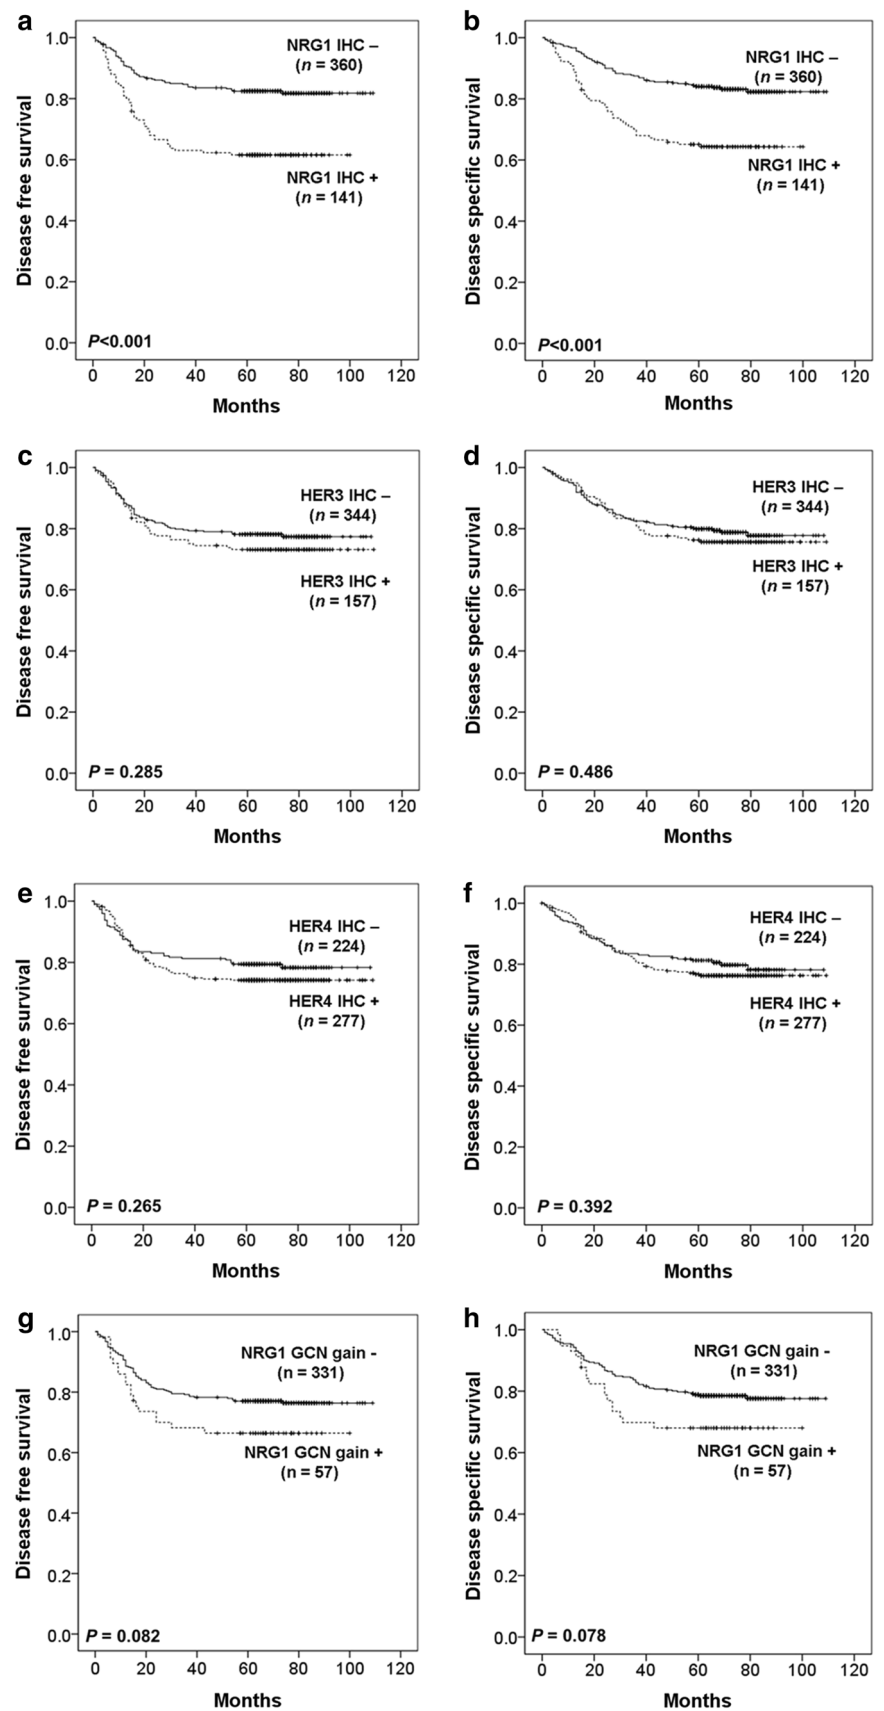 a
Disease free survival
1.0
0.8
0.6
0.4
0.2
0.0
NRG1 IHC –
(n = 360)
NRG1 IHC +
(n = 141)
P<0.001
0 20 40 60 80 100 120
Months
b
Disease specific survival
1.0
0.8
0.6
0.4
0.2
0.0
NRG1 IHC –
(n = 360)
NRG1 IHC +
(n = 141)
P<0.001
0 20 40 60 80 100 120
Months
c
Disease free survival
1.0
0.8
0.6
0.4
0.2
0.0
HER3 IHC –
(n = 344)
HER3 IHC +
(n = 157)
P = 0.285
0 20 40 60 80 100 120
Months
d
Disease specific survival
1.0
0.8
0.6
0.4
0.2
0.0
HER3 IHC –
(n = 344)
HER3 IHC +
(n = 157)
P = 0.486
0 20 40 60 80 100 120
Months
e
Disease free survival
1.0
0.8
0.6
0.4
0.2
0.0
HER4 IHC –
(n = 224)
HER4 IHC +
(n = 277)
P = 0.265
0 20 40 60 80 100 120
Months
f
Disease specific survival
1.0
0.8
0.6
0.4
0.2
0.0
HER4 IHC –
(n = 224)
HER4 IHC +
(n = 277)
P = 0.392
0 20 40 60 80 100 120
Months
g
Disease free survival
1.0
0.8
0.6
0.4
0.2
0.0
NRG1 GCN gain -
(n = 331)
NRG1 GCN gain +
(n = 57)
P = 0.082
0 20 40 60 80 100 120
Months
h
Disease specific survival
1.0
0.8
0.6
0.4
0.2
0.0
NRG1 GCN gain -
(n = 331)
NRG1 GCN gain +
(n = 57)
P = 0.078
0 20 40 60 80 100 120
Months